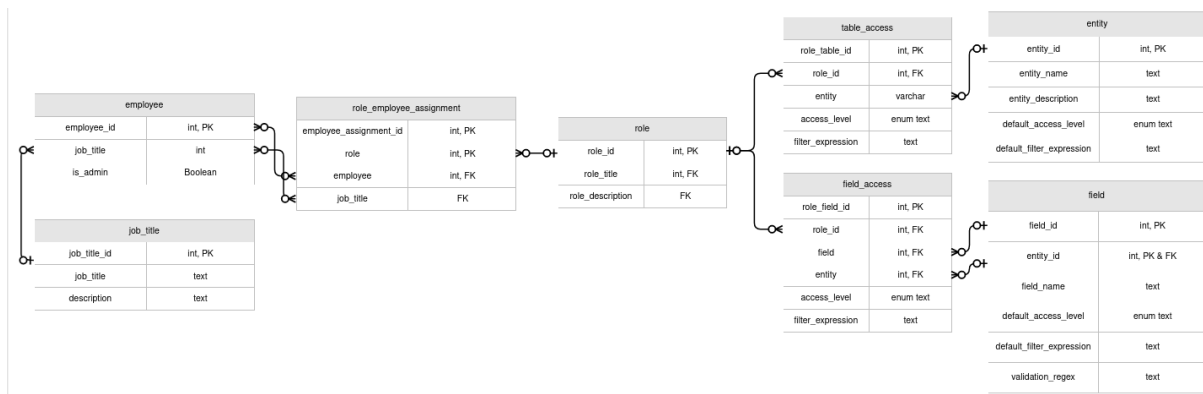 employee
employee_id int, PK
job_title int
is_admin Boolean
job_title
job_title_id int, PK
job_title text
description text
role_employee_assignment
employee_assignment_id int, PK
role int, PK
employee int, FK
job_title FK
role
role_id int, PK
role_title int, FK
role_description FK
table_access
role_table_id int, PK
role_id int, FK
entity varchar
access_level enum text
filter_expression text
field_access
role_field_id int, PK
role_id int, FK
field int, FK
entity int, FK
access_level enum text
filter_expression text
entity
entity_id int, PK
entity_name text
entity_description text
default_access_level enum text
default_filter_expression text
field
field_id int, PK
entity_id int, PK & FK
field_name text
default_access_level enum text
default_filter_expression text
validation_regex text